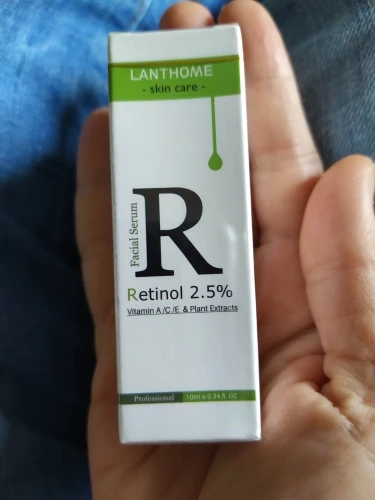 LANTHOME
- skin care -
Facial Serum
R
Retinol 2.5%
Vitamin A /C /E & Plant Extracts
Professional 10ml e 0.34 fl. OZ